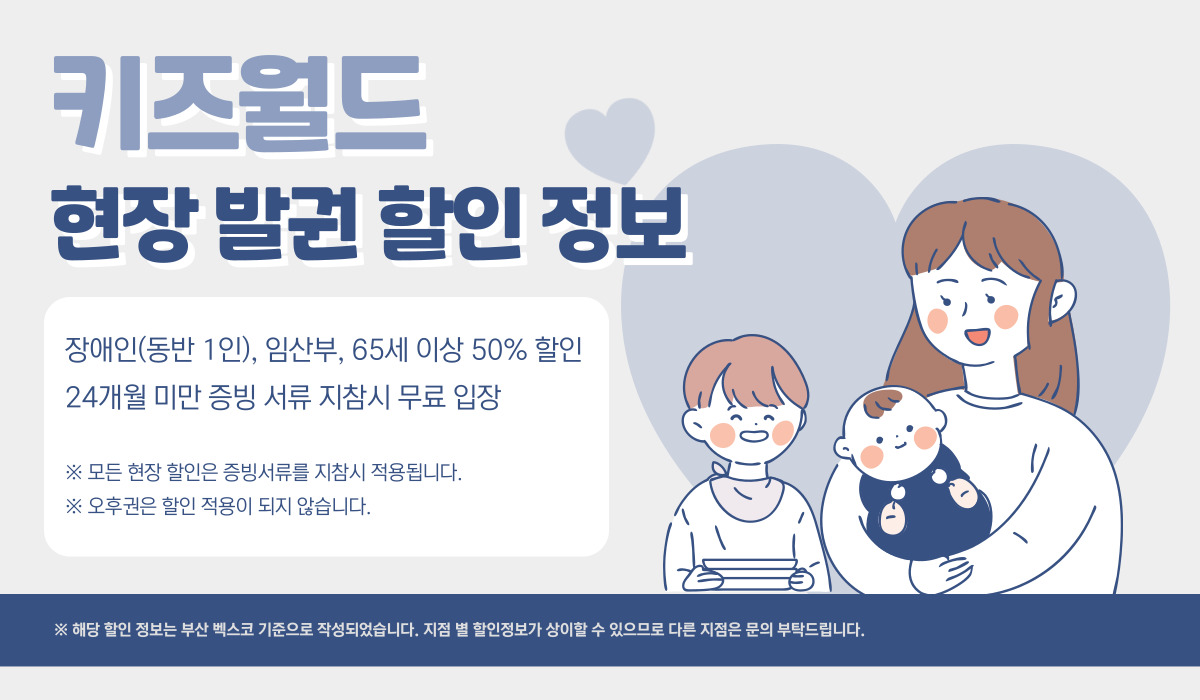 키즈월드
현장 발권 할인 정보
장애인(동반 1인), 임산부, 65세 이상 50% 할인
24개월 미만 증빙 서류 지참시 무료 입장
※ 모든 현장 할인은 증빙서류를 지참시 적용됩니다.
※ 오후권은 할인 적용이 되지 않습니다.
※ 해당 할인 정보는 부산 벡스코 기준으로 작성되었습니다. 지점 별 할인정보가 상이할 수 있으므로 다른 지점은 문의 부탁드립니다.